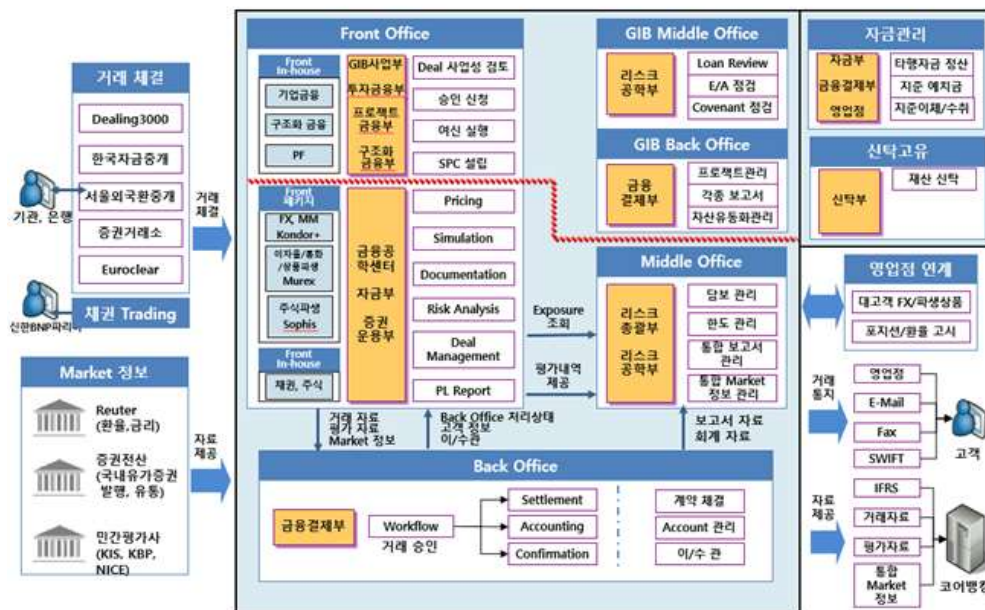 거래 체결
Dealing3000
한국자금중개
서울외국환중개
증권거래소
Euroclear
채권 Trading
기관, 은행
신한BNP파리바
거래
체결
Market 정보
Reuter
(환율,금리)
증권전산
(국내유가증권
발행, 유통)
민간평가사
(KIS, KBP,
NICE)
자료
제공
Front Office
Front
In-house
기업금융
구조화 금융
PF
GIB사업부
투자금융부
프로젝트
금융부
구조화
금융부
Deal 사업성 검토
승인 신청
여신 실행
SPC 설립
Front
패키지
FX, MM
Kondor+
이자율/통화
/상품파생
Murex
주식파생
Sophis
Front
In-house
채권, 주식
금융공
학센터
자금부
증권
운용부
Pricing
Simulation
Documentation
Risk Analysis
Deal
Management
PL Report
GIB Middle Office
리스크
공학부
Loan Review
E/A 점검
Covenant 점검
GIB Back Office
금융
결제부
프로젝트관리
각종 보고서
자산유동화관리
Exposure
조회
평가내역
제공
Middle Office
리스크
총괄부
리스크
공학부
담보 관리
한도 관리
통합 보고서
관리
통합 Market
정보 관리
거래 자료
평가 자료
Market 정보
Back Office 처리상태
고객 정보
이/수관
보고서 자료
회계 자료
Back Office
금융결제부
Workflow
거래 승인
Settlement
Accounting
Confirmation
계약 체결
Account 관리
이/수 관
자금관리
자금부
금융결제부
영업점
타행자금 정산
지준 예치금
지준이체/수취
신탁고유
신탁부
재산 신탁
영업점 연계
대고객 FX/파생상품
포지션/환율 고시
거래
통지
영업점
E-Mail
Fax
SWIFT
고객
자료
제공
IFRS
거래자료
평가자료
통합
Market
정보
코어뱅킹